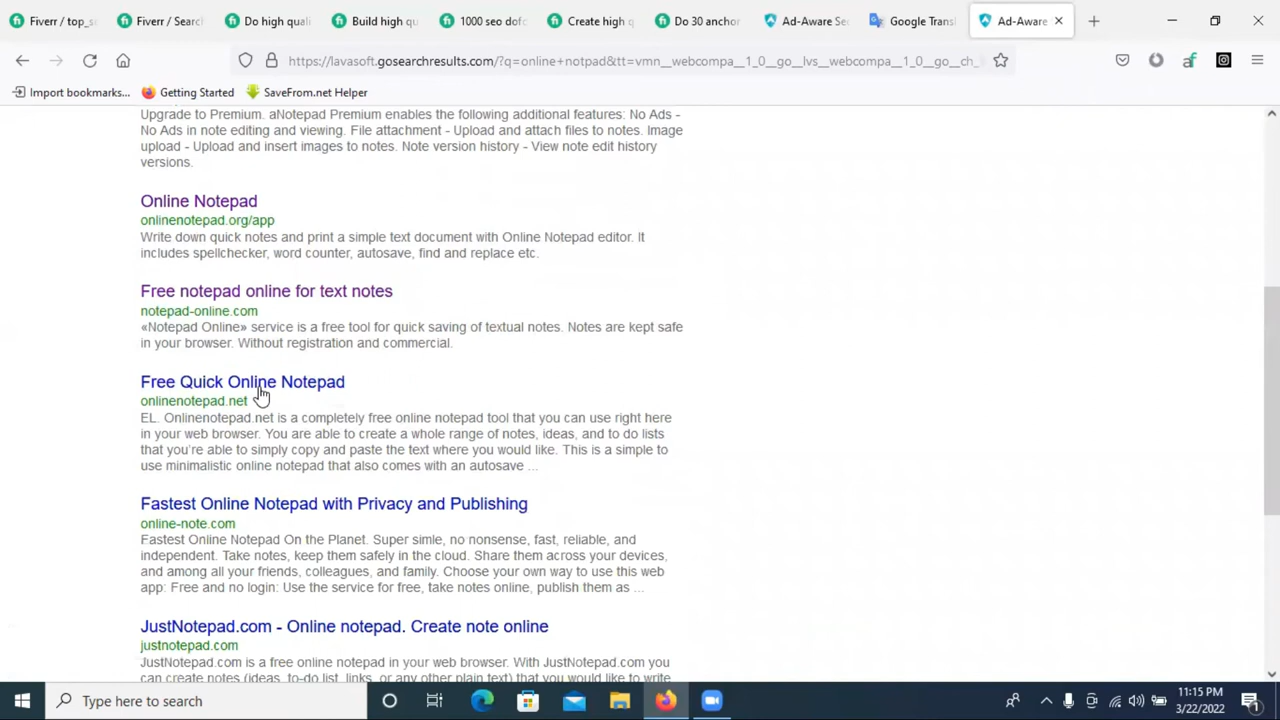 Fiverr / top_s
Fiverr / Search
Do high quali
Build high qu
1000 seo dofo
Create high q
Do 30 anchor
Ad-Aware Sec
Google Transl
Ad-Aware
https://lavasoft.gosearchresults.com/?q=online+notpad&tt=vmn__webcompa__1_0__go__lvs__webcompa__1_0__go__ch_
af
Import bookmarks...
Getting Started
SaveFrom.net Helper
Upgrade to Premium. aNotepad Premium enables the following additional features: No Ads -
No Ads in note editing and viewing. File attachment - Upload and attach files to notes. Image
upload - Upload and insert images to notes. Note version history - View note edit history
versions.
Online Notepad
onlinenotepad.org/app
Write down quick notes and print a simple text document with Online Notepad editor. It
includes spellchecker, word counter, autosave, find and replace etc.
Free notepad online for text notes
notepad-online.com
«Notepad Online» service is a free tool for quick saving of textual notes. Notes are kept safe
in your browser. Without registration and commercial.
Free Quick Online Notepad
onlinenotepad.net
EL. Onlinenotepad.net is a completely free online notepad tool that you can use right here
in your web browser. You are able to create a whole range of notes, ideas, and to do lists
that you're able to simply copy and paste the text where you would like. This is a simple to
use minimalistic online notepad that also comes with an autosave ...
Fastest Online Notepad with Privacy and Publishing
online-note.com
Fastest Online Notepad On the Planet. Super simle, no nonsense, fast, reliable, and
independent. Take notes, keep them safely in the cloud. Share them across your devices,
and among all your friends, colleagues, and family. Choose your own way to use this web
app: Free and no login: Use the service for free, take notes online, publish them as ...
JustNotepad.com - Online notepad. Create note online
justnotepad.com
JustNotepad.com is a free online notepad in your web browser. With JustNotepad.com you
can create notes (ideas, to-do list, links, or any other plain text) that you would like to write
Type here to search
11:15 PM
3/22/2022
1